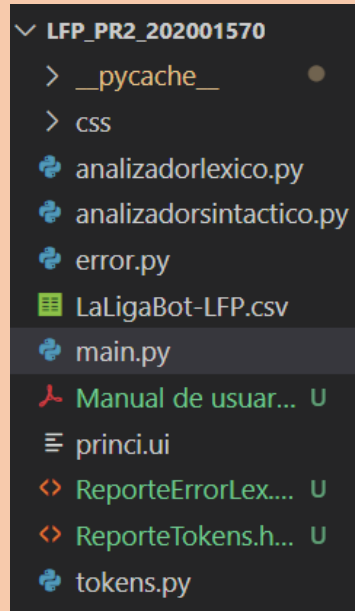 LFP_PR2_202001570
__pycache__
css
analizadorlexico.py
analizadorsintactico.py
error.py
LaLigaBot-LFP.csv
main.py
Manual de usuar... U
princi.ui
ReporteErrorLex.... U
ReporteTokens.h... U
tokens.py